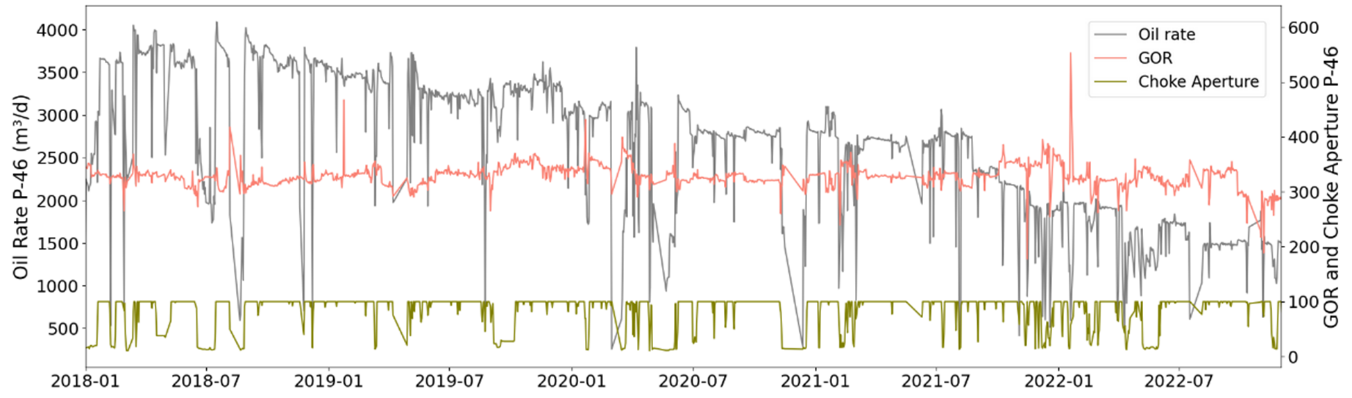 4000
3500
3000
2500
2000
1500
1000
500
Oil Rate P-46 (m³/d)
600
500
400
300
200
100
0
GOR and Choke Aperture P-46
Oil rate
GOR
Choke Aperture
2018-01 2018-07 2019-01 2019-07 2020-01 2020-07 2021-01 2021-07 2022-01 2022-07